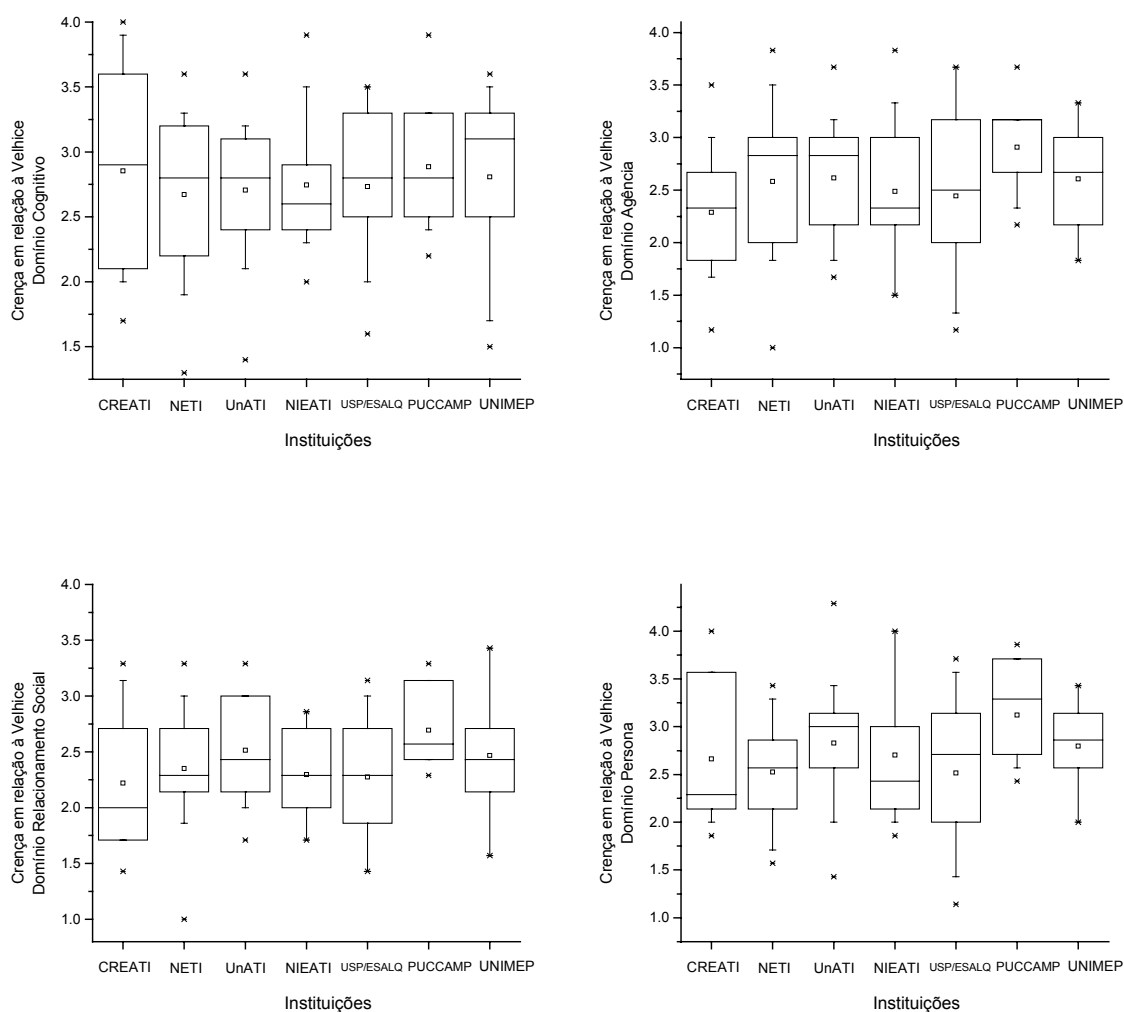 Crença em relação à Velhice
Domínio Cognitivo
4.0
3.5
3.0
2.5
2.0
1.5
CREATI NETI UnATI NIEATI USP/ESALQ PUCCAMP UNIMEP
Instituições
Crença em relação à Velhice
Domínio Agência
4.0
3.5
3.0
2.5
2.0
1.5
1.0
CREATI NETI UnATI NIEATI USP/ESALQ PUCCAMP UNIMEP
Instituições
Crença em relação à Velhice
Domínio Relacionamento Social
4.0
3.5
3.0
2.5
2.0
1.5
1.0
CREATI NETI UnATI NIEATI USP/ESALQ PUCCAMP UNIMEP
Instituições
Crença em relação à Velhice
Domínio Persona
4.0
3.5
3.0
2.5
2.0
1.5
1.0
CREATI NETI UnATI NIEATI USP/ESALQ PUCCAMP UNIMEP
Instituições